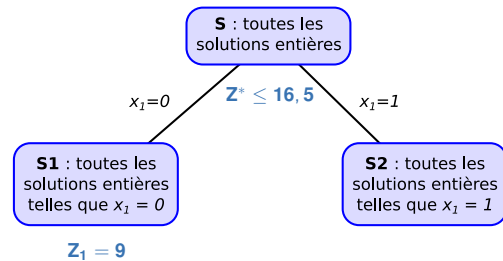 S : toutes les
solutions entières
x₁=0
Z* ≤ 16, 5
x₁=1
S1 : toutes les
solutions entières
telles que x₁ = 0
S2 : toutes les
solutions entières
telles que x₁ = 1
Z₁ = 9